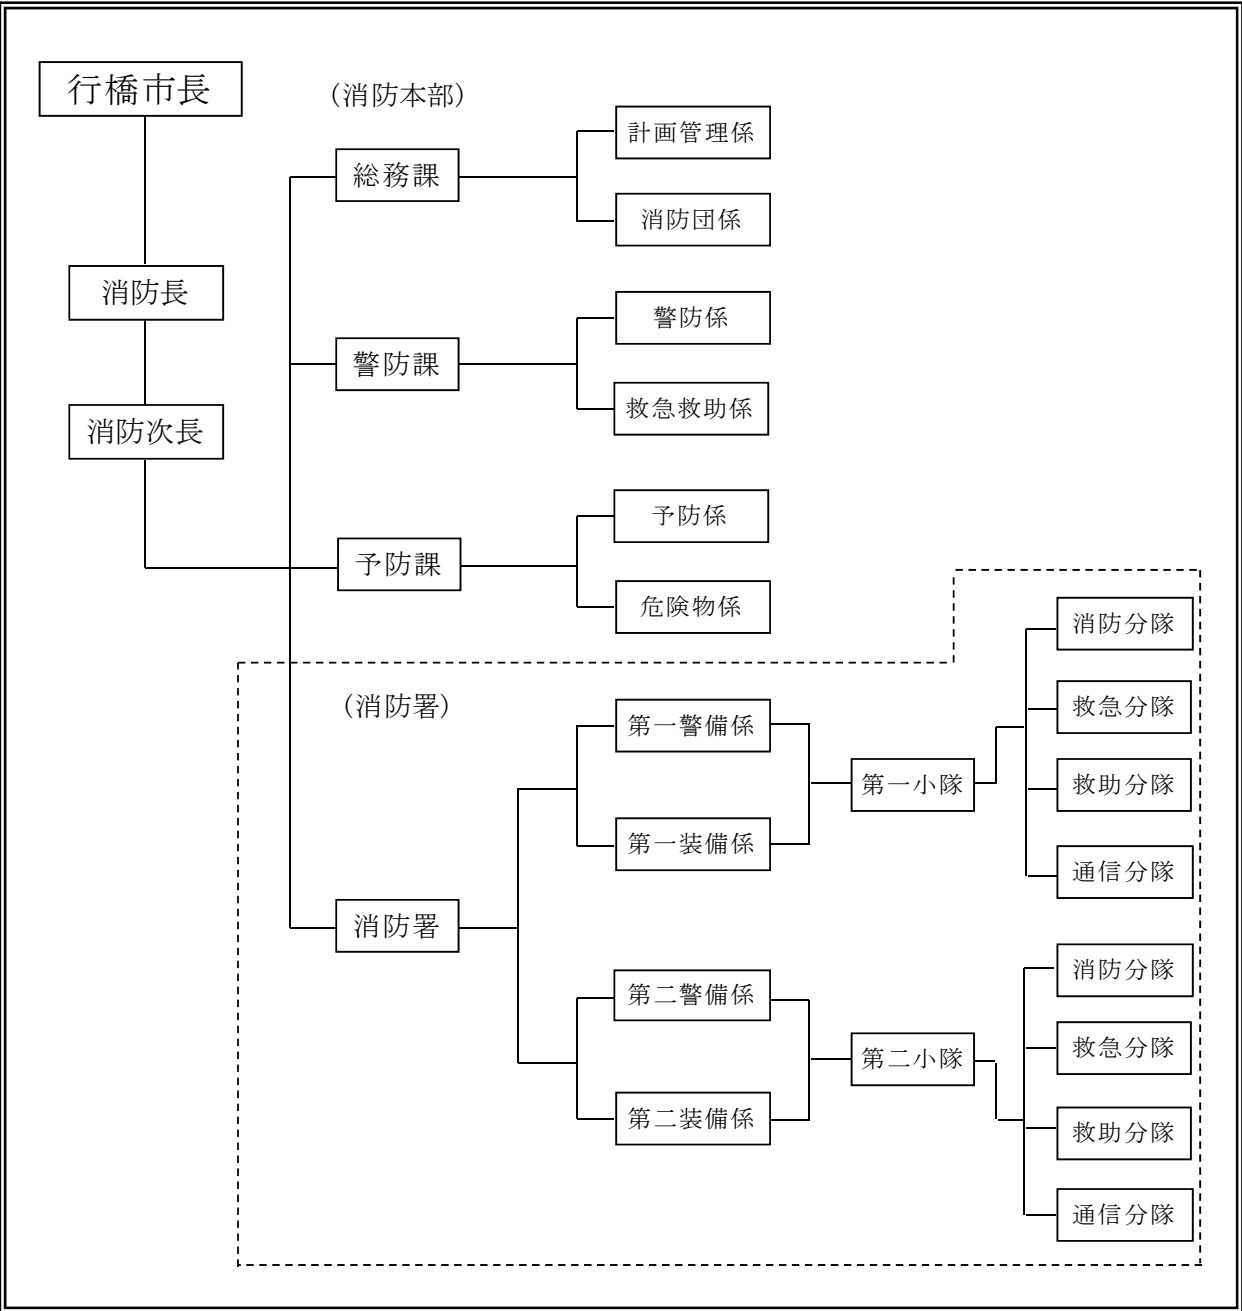 行橋市長
消防長
消防次長
（消防本部）
総務課
計画管理係
消防団係
警防課
警防係
救急救助係
予防課
予防係
危険物係
（消防署）
消防署
第一警備係
第一装備係
第一小隊
消防分隊
救急分隊
救助分隊
通信分隊
第二警備係
第二装備係
第二小隊
消防分隊
救急分隊
救助分隊
通信分隊